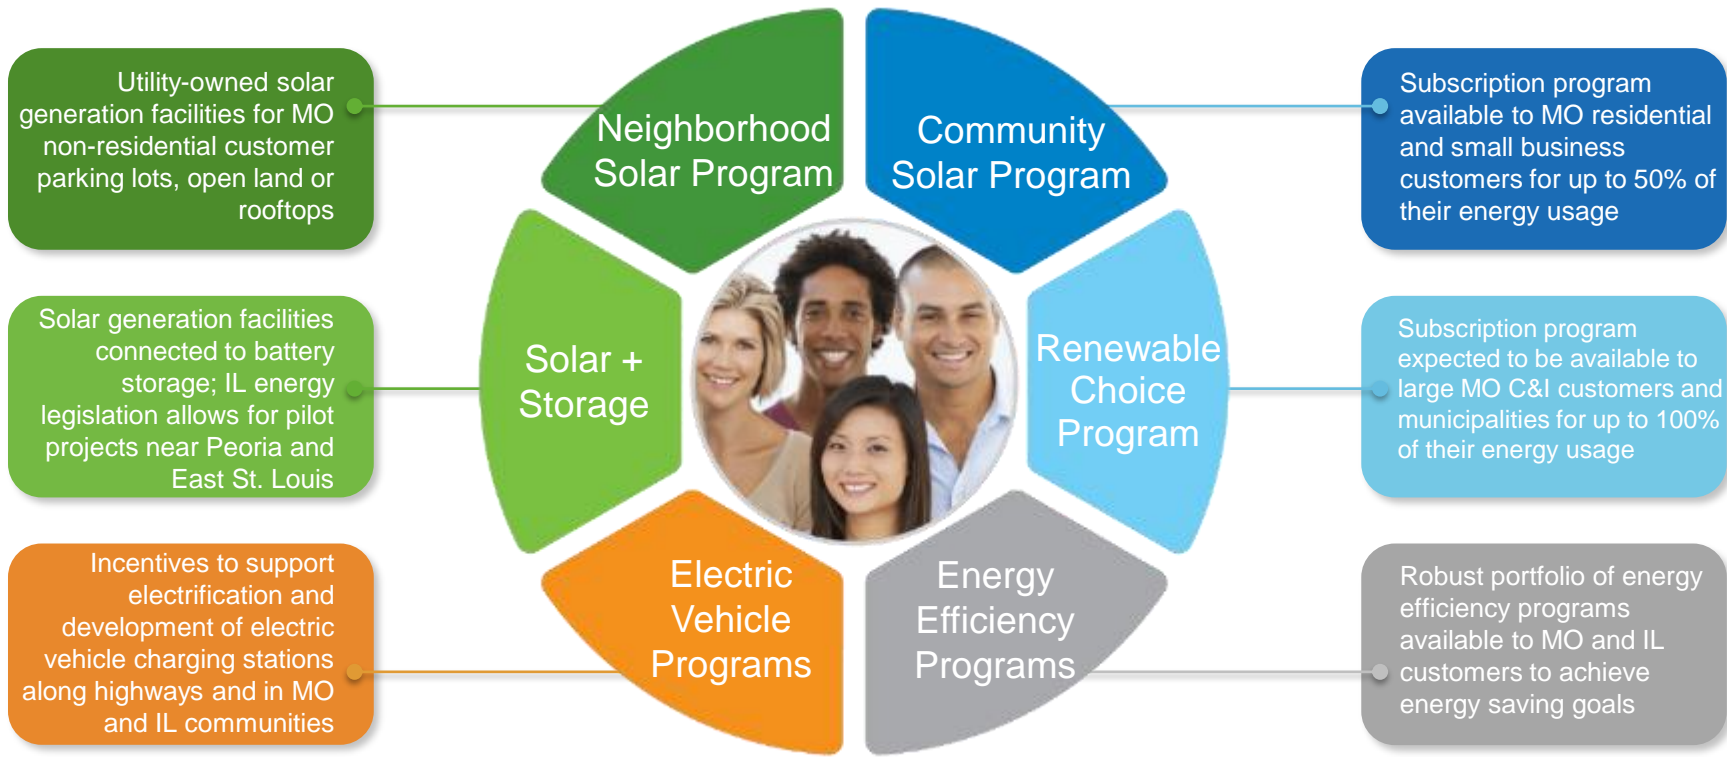 Utility-owned solar
generation facilities for MO
non-residential customer
parking lots, open land or
rooftops
Neighborhood
Solar Program
Community
Solar Program
Subscription program
available to MO residential
and small business
customers for up to 50% of
their energy usage
Solar generation facilities
connected to battery
storage; IL energy
legislation allows for pilot
projects near Peoria and
East St. Louis
Solar +
Storage
Renewable
Choice
Program
Subscription program
expected to be available to
large MO C&I customers and
municipalities for up to 100%
of their energy usage
Incentives to support
electrification and
development of electric
vehicle charging stations
along highways and in MO
and IL communities
Electric
Vehicle
Programs
Energy
Efficiency
Programs
Robust portfolio of energy
efficiency programs
available to MO and IL
customers to achieve
energy saving goals